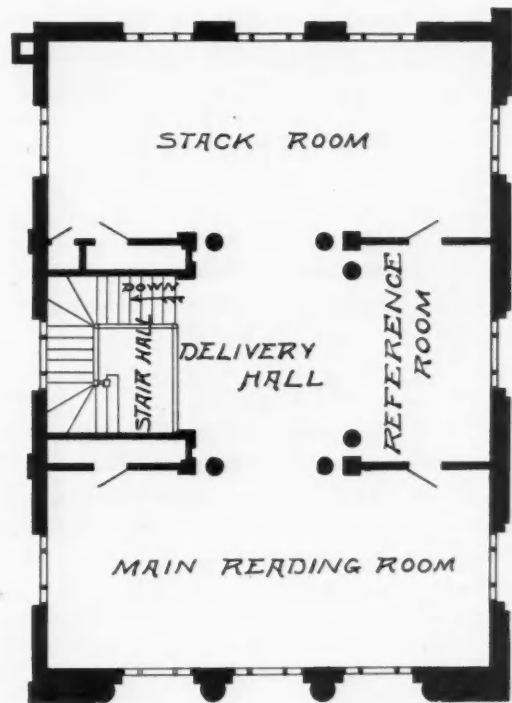 STACK ROOM
DOWN
STAIR HALL
DELIVERY
HALL
REFERENCE
ROOM
MAIN READING ROOM